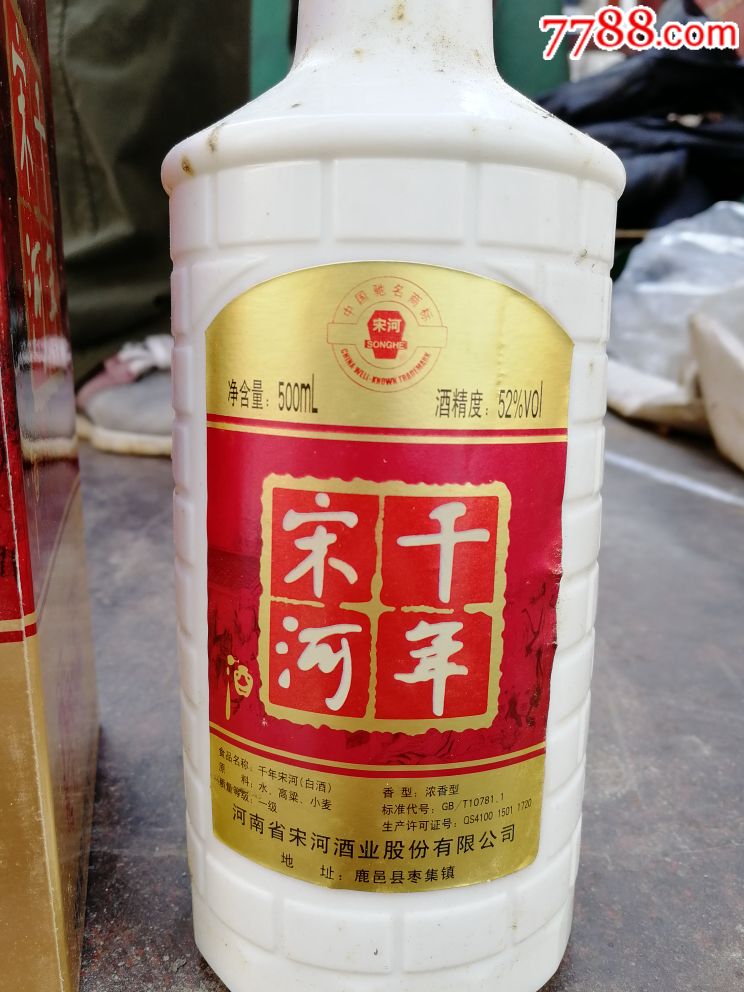 7788.com
中国驰名商标
宋河
SONGHE
CHINA WELL-KNOWN TRADEMARK
净含量：500mL
酒精度：52%vol
千年
宋河
酒
食品名称：千年宋河(白酒)
原 料：水、高粱、小麦
质量等级：一级
香 型：浓香型
标准代号：GB/T10781.1
生产许可证号：QS4100 1501 1720
河南省宋河酒业股份有限公司
地 址：鹿邑县枣集镇